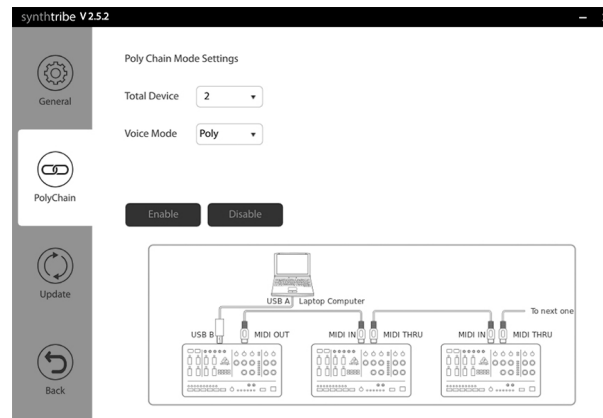 synthtribe V 2.5.2
General
PolyChain
Update
Back
Poly Chain Mode Settings
Total Device 2
Voice Mode Poly
Enable Disable
USB A Laptop Computer
To next one
USB B MIDI OUT MIDI IN MIDI THRU MIDI IN MIDI THRU